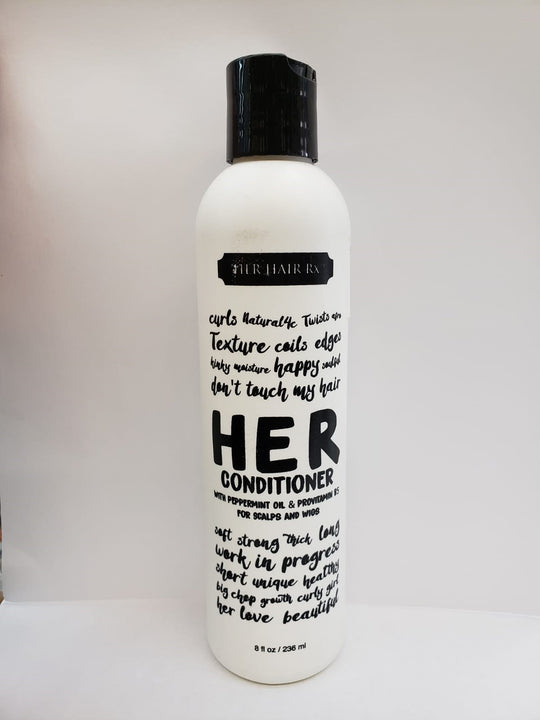 HER HAIR RX
curls Natural4c Twists
Texture coils edges
kinky moisture happy soulful
don't touch my hair
HER
CONDITIONER
WITH PEPPERMINT OIL & PROVITAMIN B5
FOR SCALPS AND WIGS
soft strong thick long
work in progress
short unique healthy
big chop growth curly girl
her love beautiful
8 fl oz / 236 ml